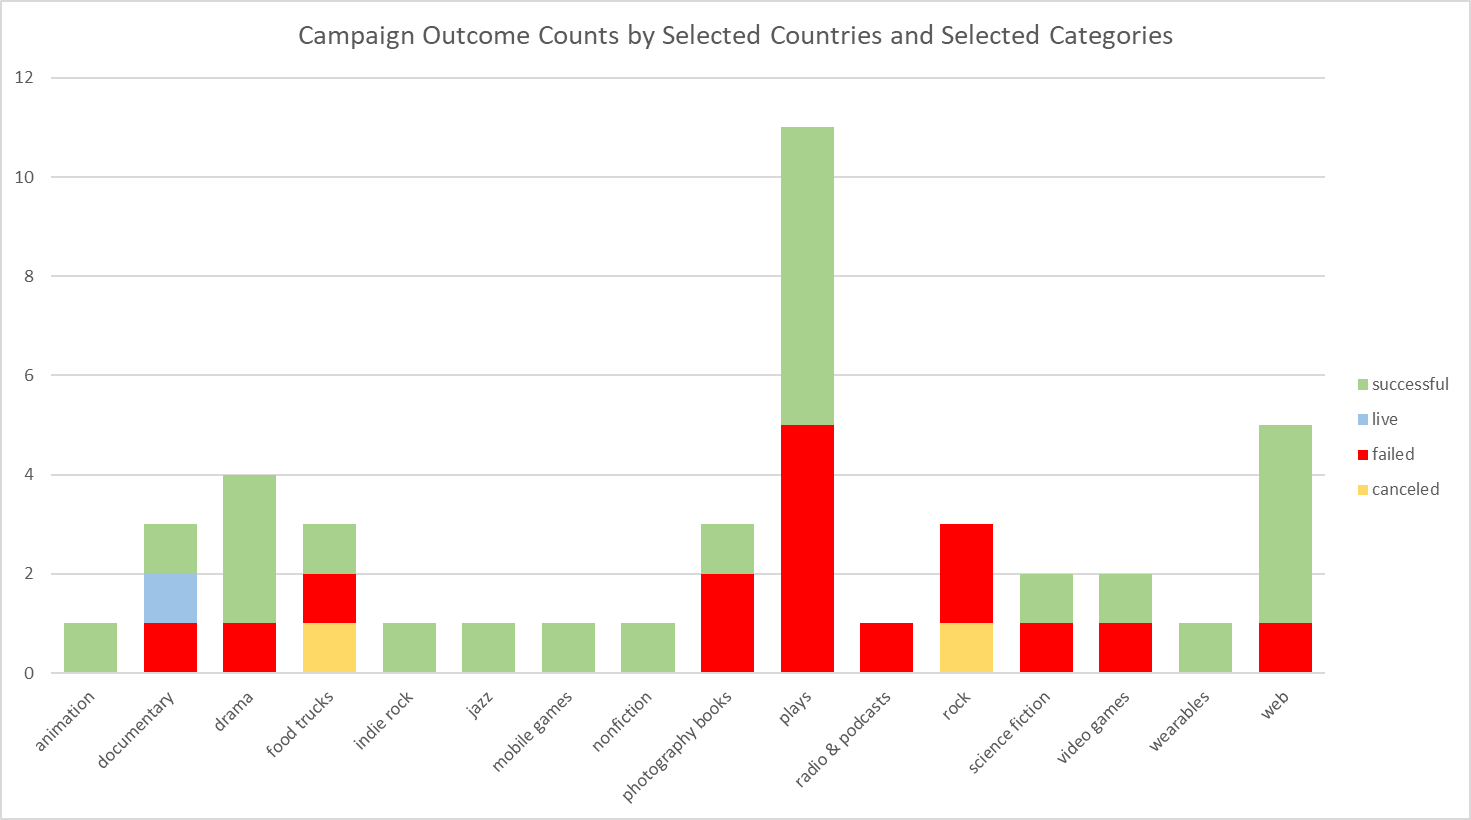 Campaign Outcome Counts by Selected Countries and Selected Categories
12
10
8
6
4
2
0
successful
live
failed
canceled
animation
documentary
drama
food trucks
indie rock
jazz
mobile games
nonfiction
photography books
plays
radio & podcasts
rock
science fiction
video games
wearables
web